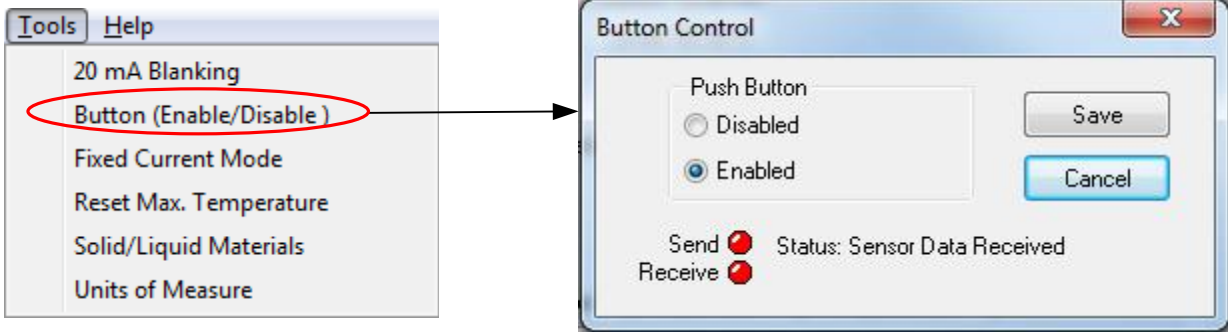 Tools Help
20 mA Blanking
Button (Enable/Disable )
Fixed Current Mode
Reset Max. Temperature
Solid/Liquid Materials
Units of Measure
Button Control
Push Button
Disabled
Enabled
Save
Cancel
Send Status: Sensor Data Received
Receive